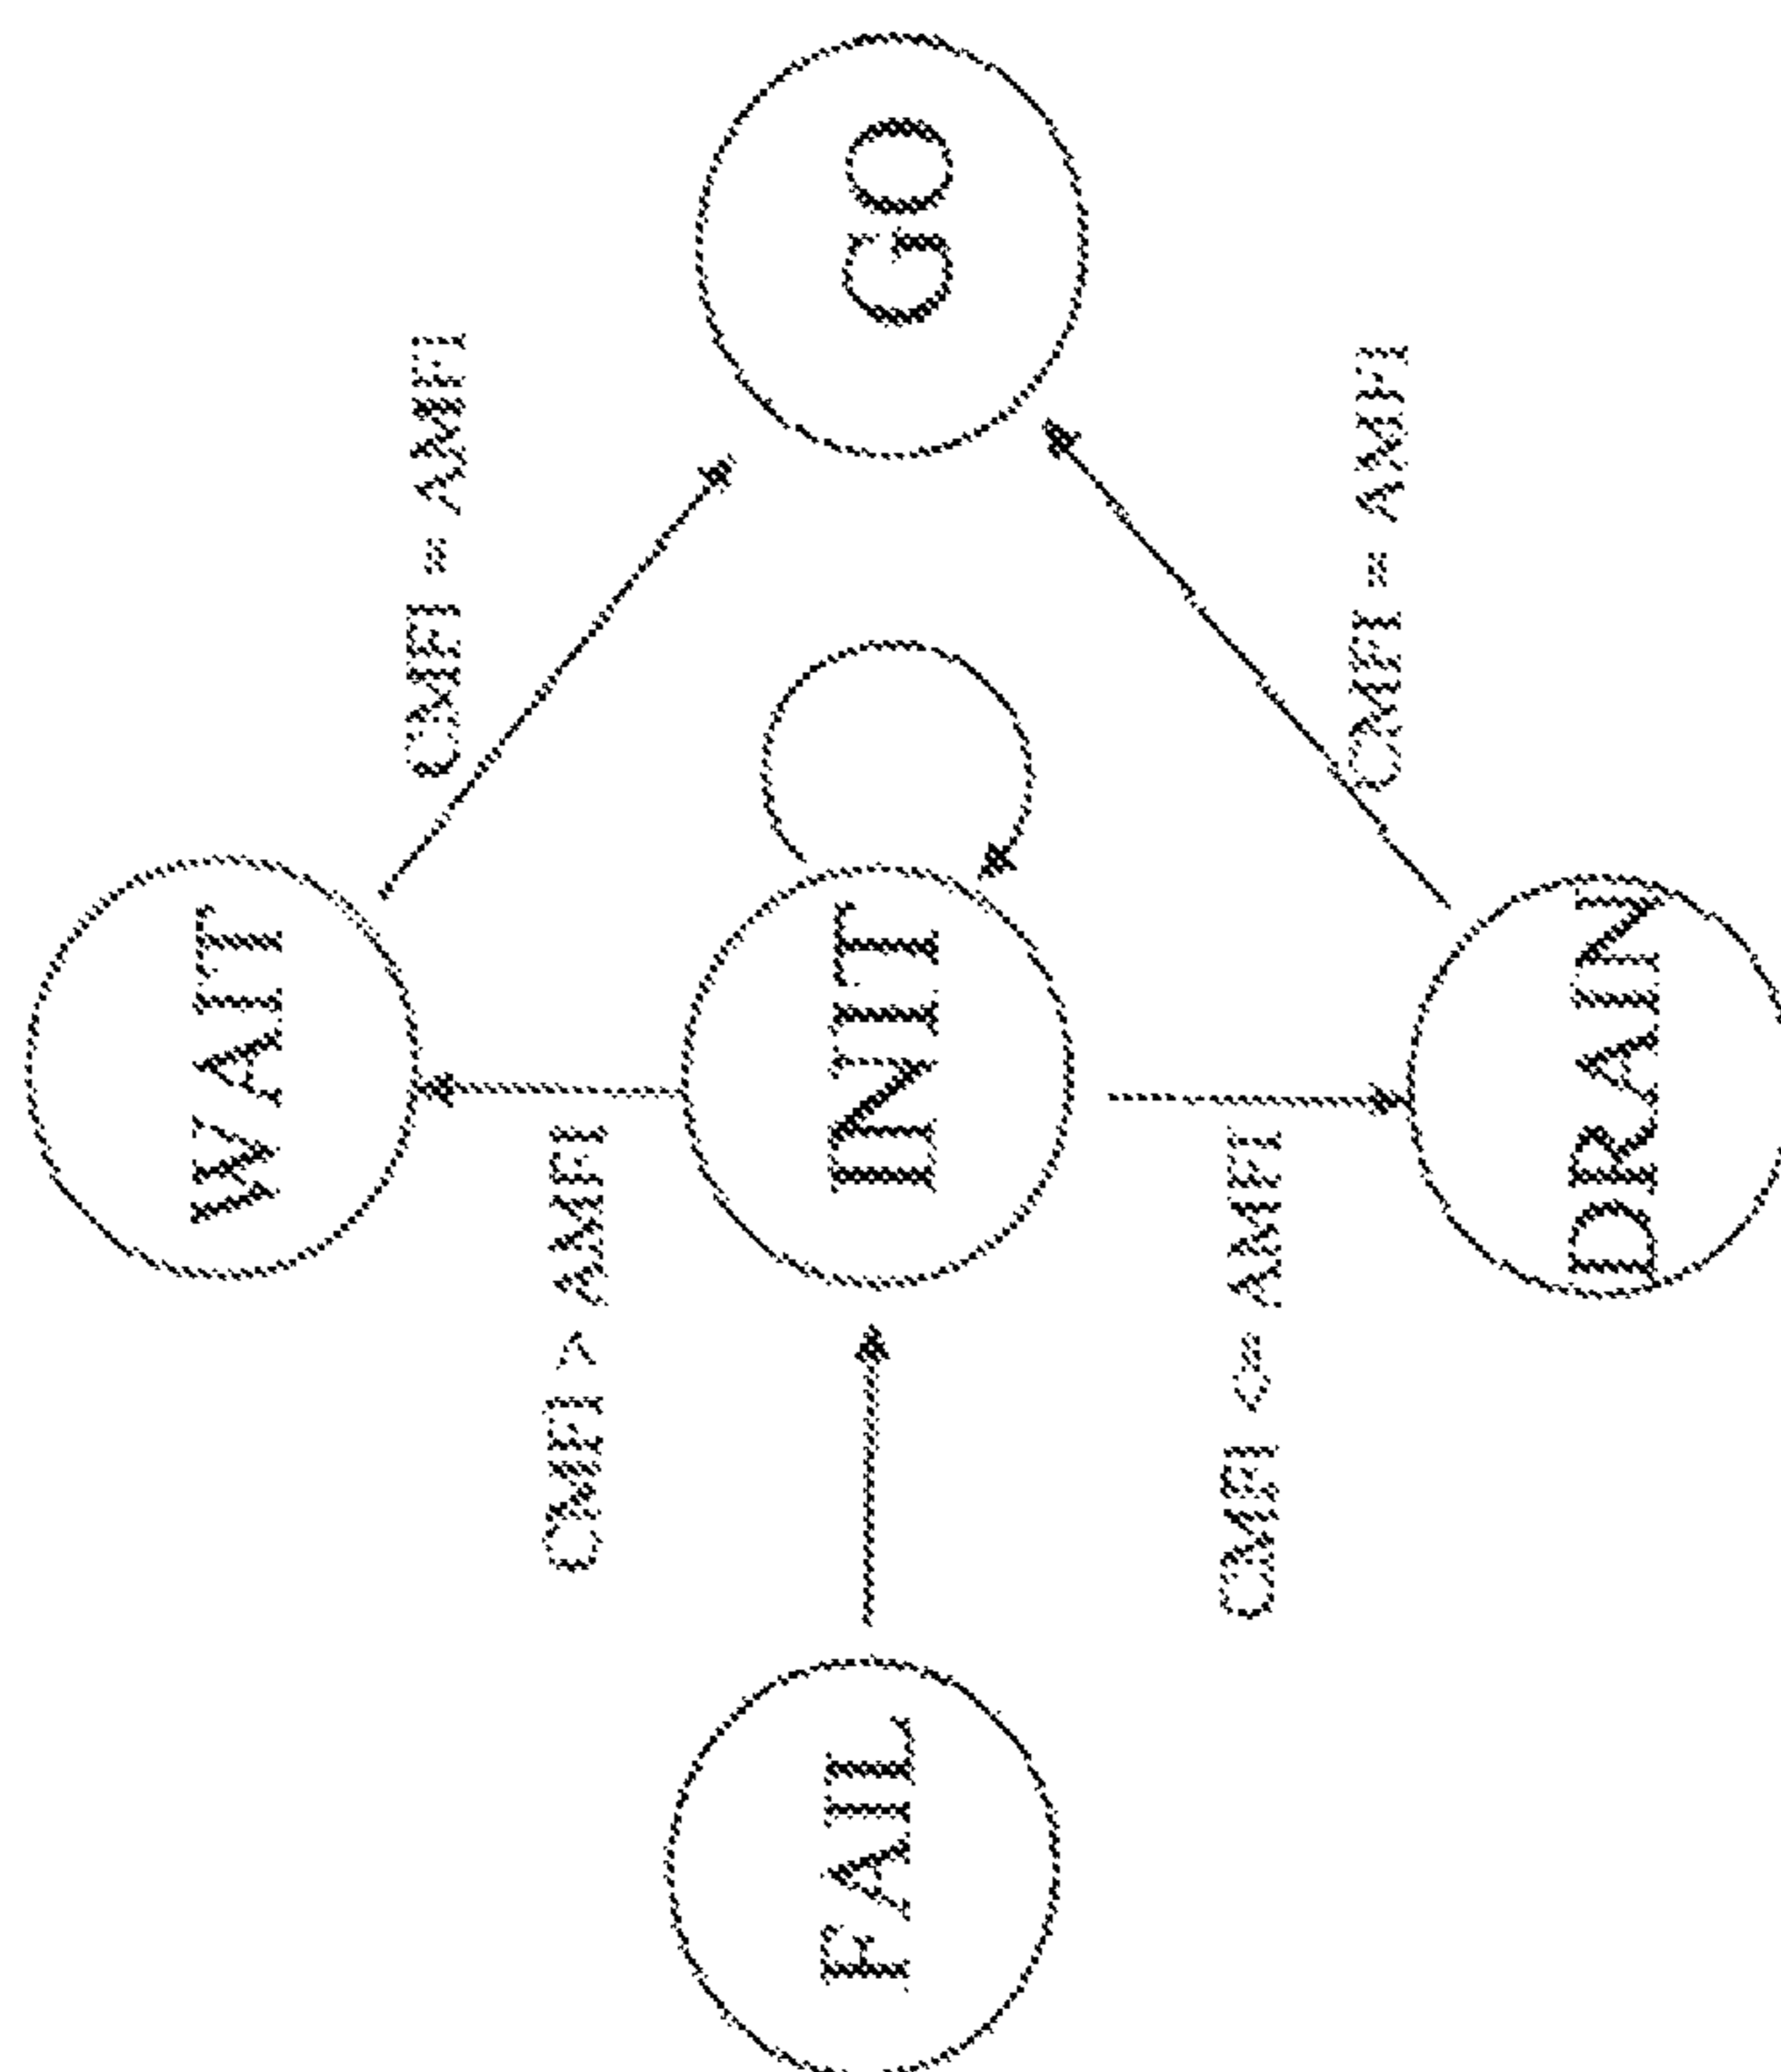 WAIT
CMFI = AMFI
CMFI > AMFI
FAIL
INIT
GO
CMFI <= AMFI
CMFI = AMFI
DRAIN